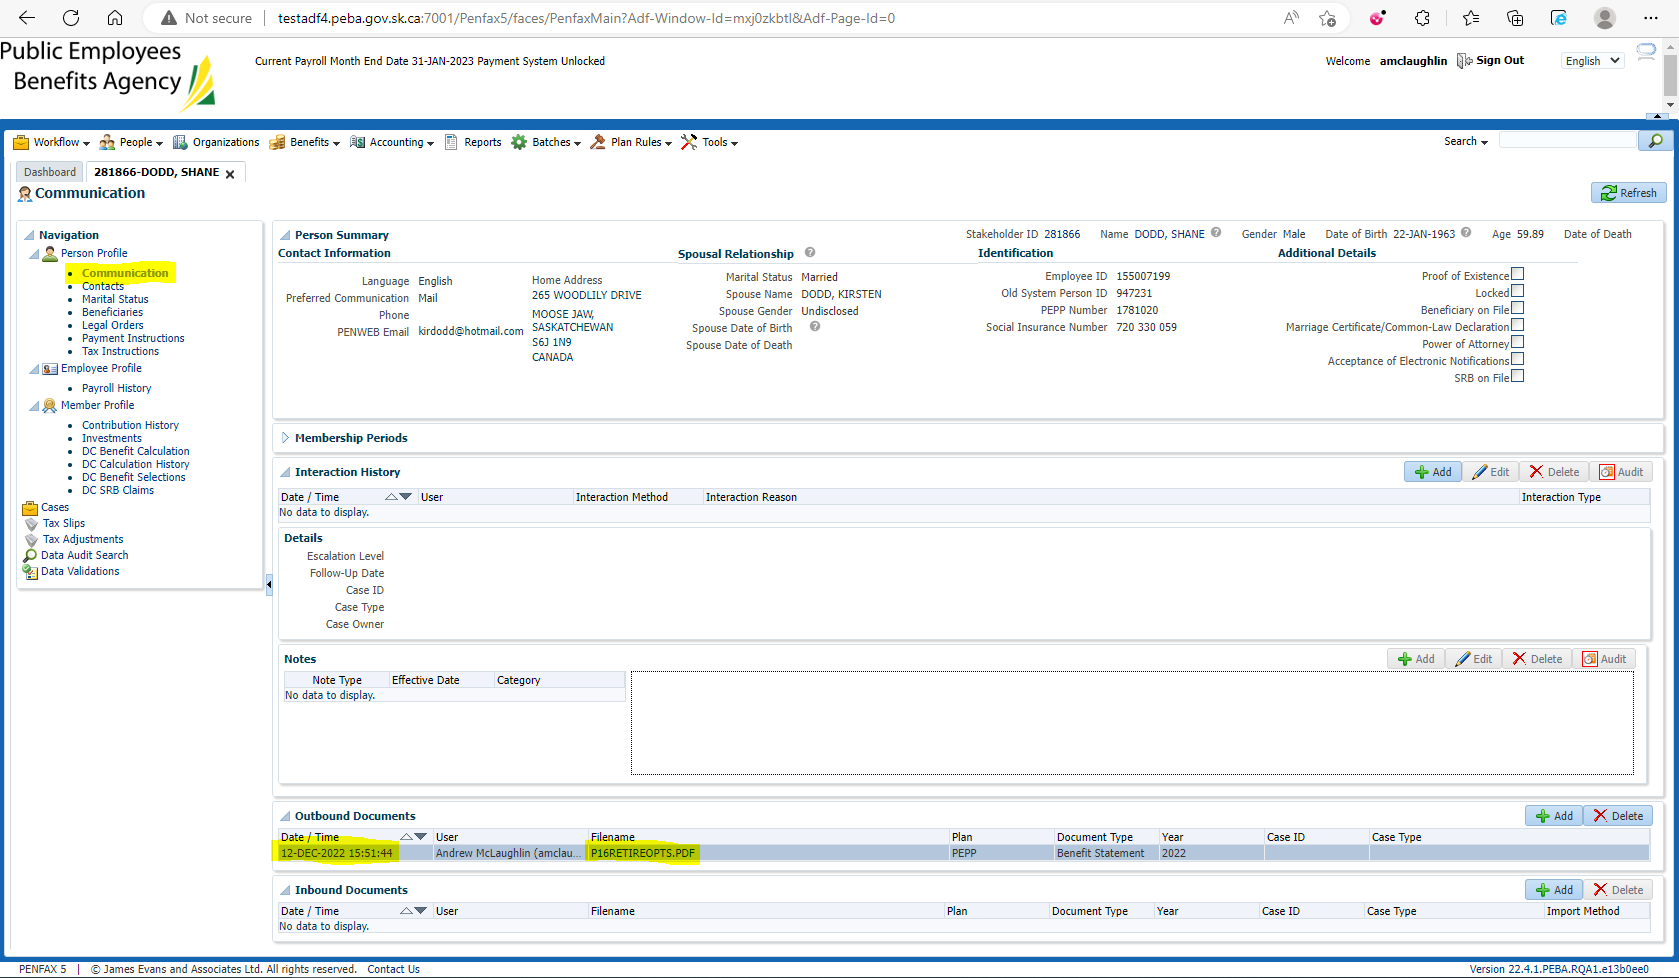 Not secure
testadf4.peba.gov.sk.ca:7001/Penfax5/faces/PenfaxMain?Adf-Window-Id=mxj0zkbtl&Adf-Page-Id=0
Public Employees
Benefits Agency
Current Payroll Month End Date 31-JAN-2023 Payment System Unlocked
Welcome amclaughlin Sign Out English
Workflow People Organizations Benefits Accounting Reports Batches Plan Rules Tools Search
Dashboard 281866-DODD, SHANE
Communication Refresh
Navigation
Person Profile
Communication
Contacts
Marital Status
Beneficiaries
Legal Orders
Payment Instructions
Tax Instructions
Employee Profile
Payroll History
Member Profile
Contribution History
Investments
DC Benefit Calculation
DC Calculation History
DC Benefit Selections
DC SRB Claims
Cases
Tax Slips
Tax Adjustments
Data Audit Search
Data Validations
Person Summary Stakeholder ID 281866 Name DODD, SHANE Gender Male Date of Birth 22-JAN-1963 Age 59.89 Date of Death
Contact Information
Language English
Preferred Communication Mail
Phone
PENWEB Email kirdodd@hotmail.com
Home Address
265 WOODLILY DRIVE
MOOSE JAW,
SASKATCHEWAN
S6J 1N9
CANADA
Spousal Relationship
Marital Status Married
Spouse Name DODD, KIRSTEN
Spouse Gender Undisclosed
Spouse Date of Birth
Spouse Date of Death
Identification
Employee ID 155007199
Old System Person ID 947231
PEPP Number 1781020
Social Insurance Number 720 330 059
Additional Details
Proof of Existence
Locked
Beneficiary on File
Marriage Certificate/Common-Law Declaration
Power of Attorney
Acceptance of Electronic Notifications
SRB on File
Membership Periods
Interaction History Add Edit Delete Audit
Date / Time User Interaction Method Interaction Reason Interaction Type
No data to display.
Details
Escalation Level
Follow-Up Date
Case ID
Case Type
Case Owner
Notes Add Edit Delete Audit
Note Type Effective Date Category
No data to display.
Outbound Documents Add Delete
Date / Time User Filename Plan Document Type Year Case ID Case Type
12-DEC-2022 15:51:44 Andrew McLaughlin (amclau... P16RETIREOPTS.PDF PEPP Benefit Statement 2022
Inbound Documents Add Delete
Date / Time User Filename Plan Document Type Year Case ID Case Type Import Method
No data to display.
PENFAX 5 | © James Evans and Associates Ltd. All rights reserved. Contact Us Version 22.4.1.PEBA.RQA1.e13b0ee0